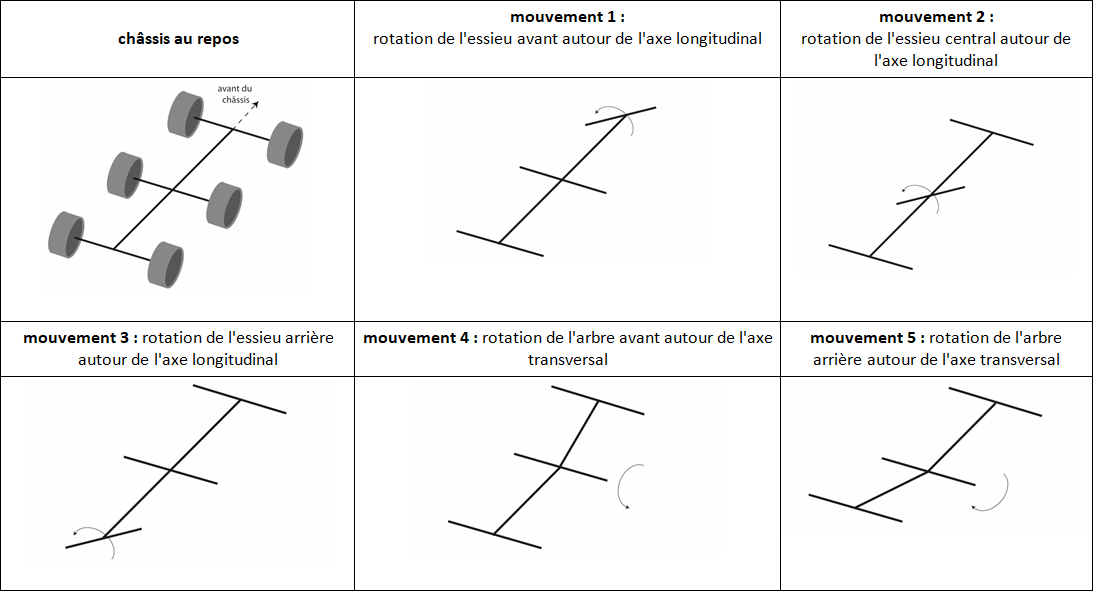 châssis au repos
mouvement 1 :
rotation de l'essieu avant autour de l'axe longitudinal
mouvement 2 :
rotation de l'essieu central autour de
l'axe longitudinal
avant du
châssis
mouvement 3 : rotation de l'essieu arrière
autour de l'axe longitudinal
mouvement 4 : rotation de l'arbre avant autour de l'axe
transversal
mouvement 5 : rotation de l'arbre
arrière autour de l'axe transversal